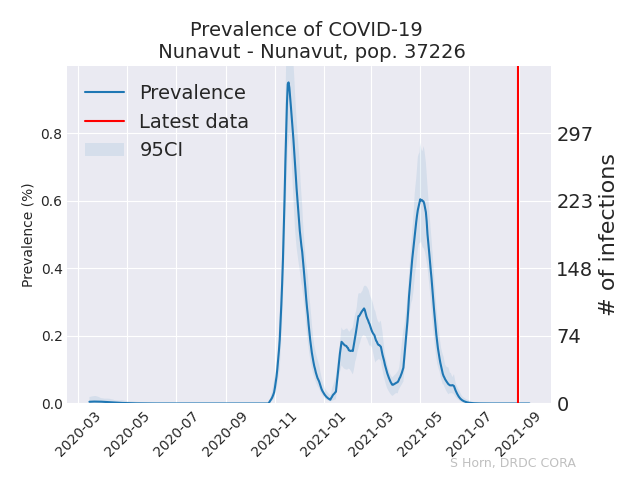 Prevalence of COVID-19
Nunavut - Nunavut, pop. 37226
Prevalence
Latest data
95CI
Prevalence (%)
0.8
0.6
0.4
0.2
0.0
297
223
148
74
0
# of infections
2020-03
2020-05
2020-07
2020-09
2020-11
2021-01
2021-03
2021-05
2021-07
2021-09
S Horn, DRDC CORA